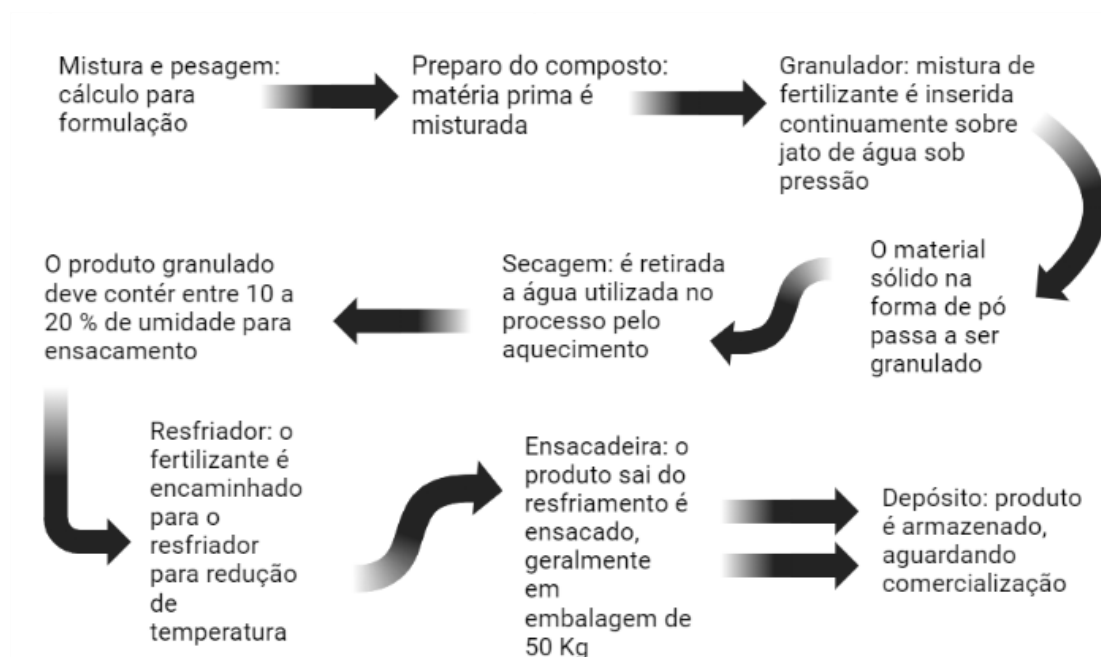 Mistura e pesagem:
cálculo para
formulação
Preparo do composto:
matéria prima é
misturada
Granulador: mistura de
fertilizante é inserida
continuamente sobre
jato de água sob
pressão
O material
sólido na
forma de pó
passa a ser
granulado
Secagem: é retirada
a água utilizada no
processo pelo
aquecimento
O produto granulado
deve contér entre 10 a
20 % de umidade para
ensacamento
Resfriador: o
fertilizante é
encaminhado
para o
resfriador
para redução
de
temperatura
Ensacadeira: o
produto sai do
resfriamento é
ensacado,
geralmente
em
embalagem de
50 Kg
Depósito: produto
é armazenado,
aguardando
comercialização